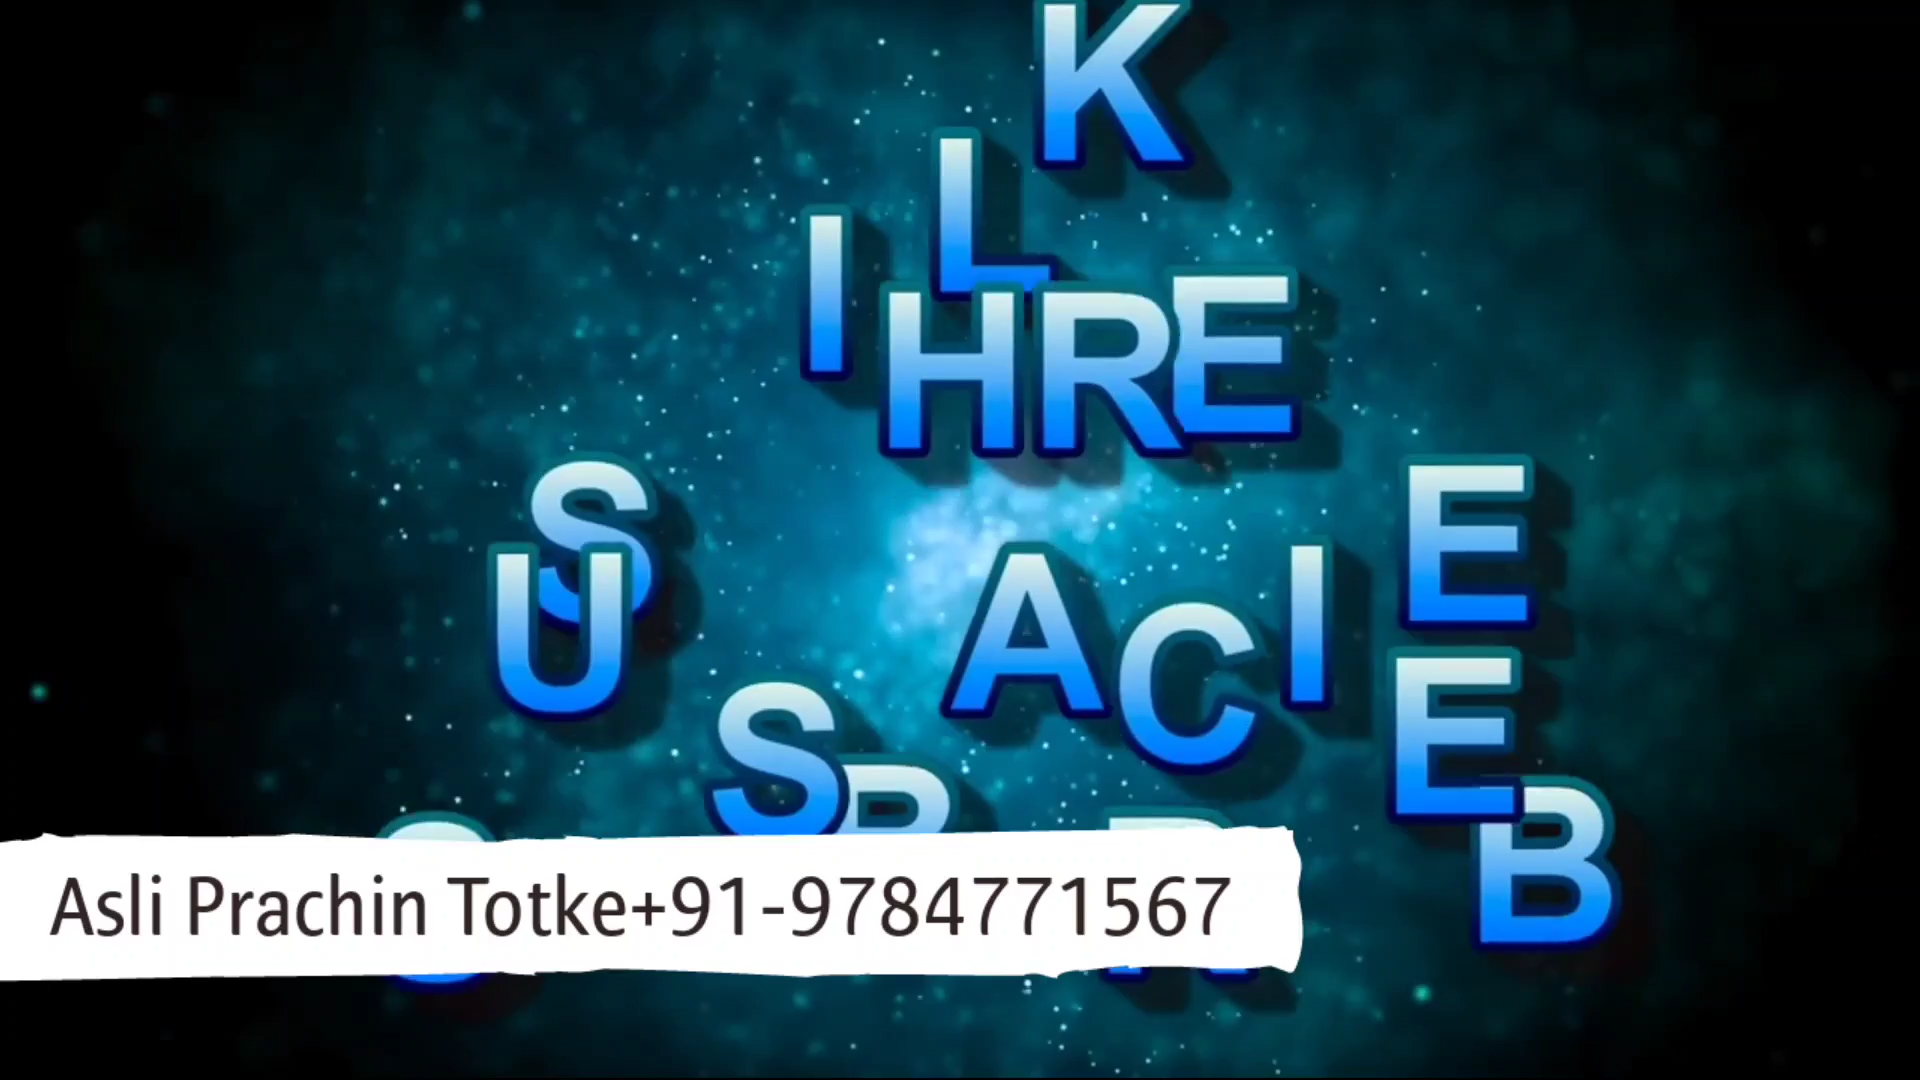 K
L
I
HRE
S E
U A C I
S E
B
Asli Prachin Totke+91-9784771567